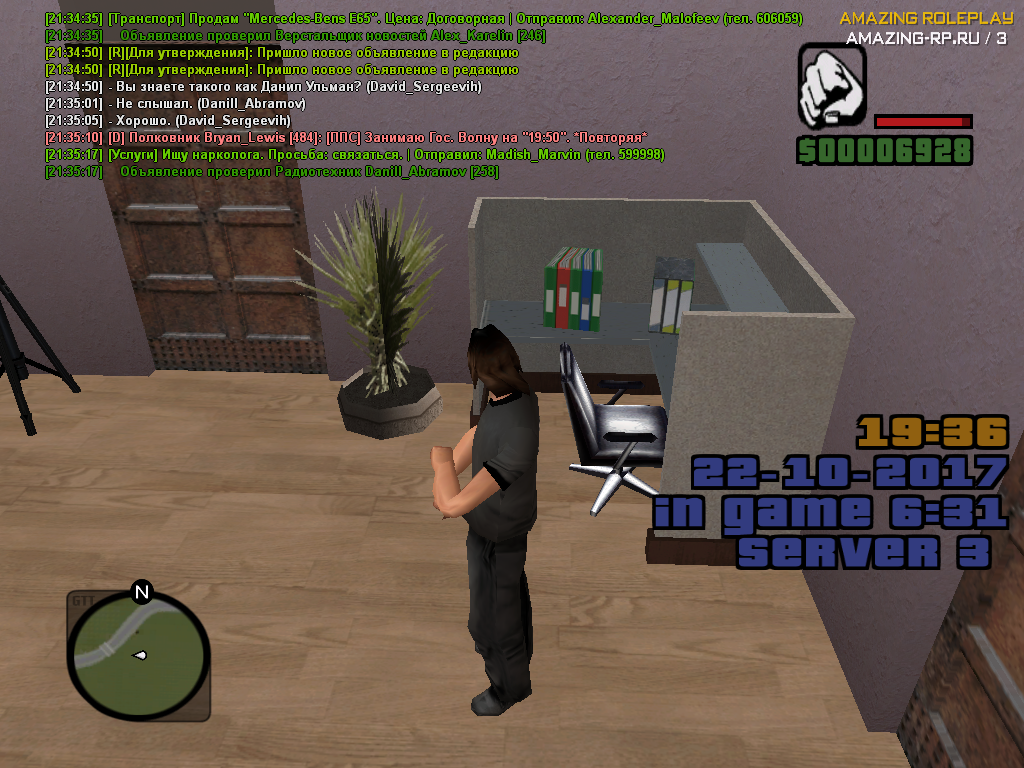 [21:34:35] [Транспорт] Продам "Mercedes-Bens E65". Цена: Договорная | Отправил: Alexander_Malofeev (тел. 606059)
[21:34:35] Объявление проверил Верстальщик новостей Alex_Karelin [246]
[21:34:50] [R][Для утверждения]: Пришло новое объявление в редакцию
[21:34:50] [R][Для утверждения]: Пришло новое объявление в редакцию
[21:34:50] - Вы знаете такого как Данил Ульман? (David_Sergeevih)
[21:35:01] - Не слышал. (Danill_Abramov)
[21:35:05] - Хорошо. (David_Sergeevih)
[21:35:10] [D] Полковник Bryan_Lewis [484]: [ППС] Занимаю Гос. Волну на "19:50". *Повторяя*
[21:35:17] [Услуги] Ищу нарколога. Просьба: связаться. | Отправил: Madish_Marvin (тел. 599998)
[21:35:17] Объявление проверил Радиотехник Danill_Abramov [258]
AMAZING ROLEPLAY
AMAZING-RP.RU / 3
$00006928
19:36
22-10-2017
in game 6:31
SERVER 3
GTT
N